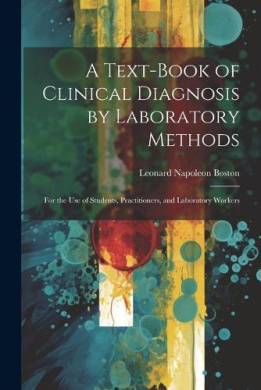 A Text-Book of
Clinical Diagnosis
by Laboratory
Methods
For the Use of Students, Practitioners, and Laboratory Workers
Leonard Napoleon Boston